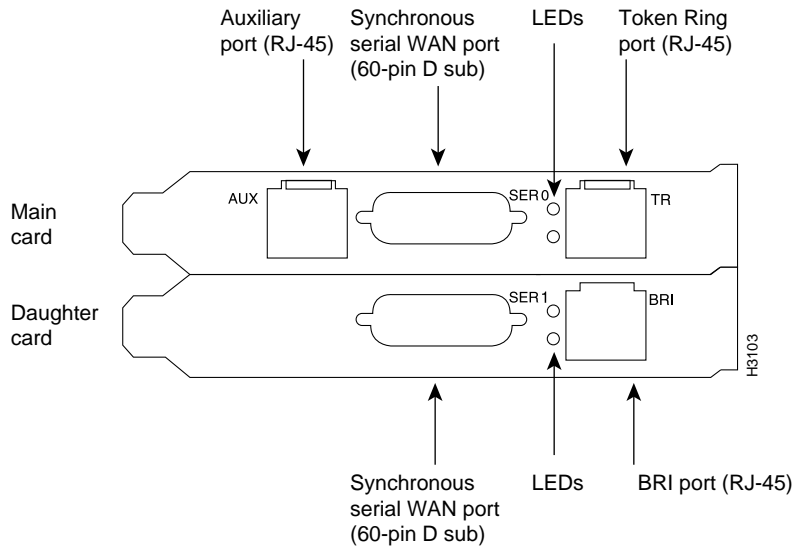 Auxiliary
port (RJ-45)
Synchronous
serial WAN port
(60-pin D sub)
LEDs
Token Ring
port (RJ-45)
Main
card
AUX
SER 0
TR
Daughter
card
SER 1
BRI
H3103
Synchronous
serial WAN port
(60-pin D sub)
LEDs
BRI port (RJ-45)